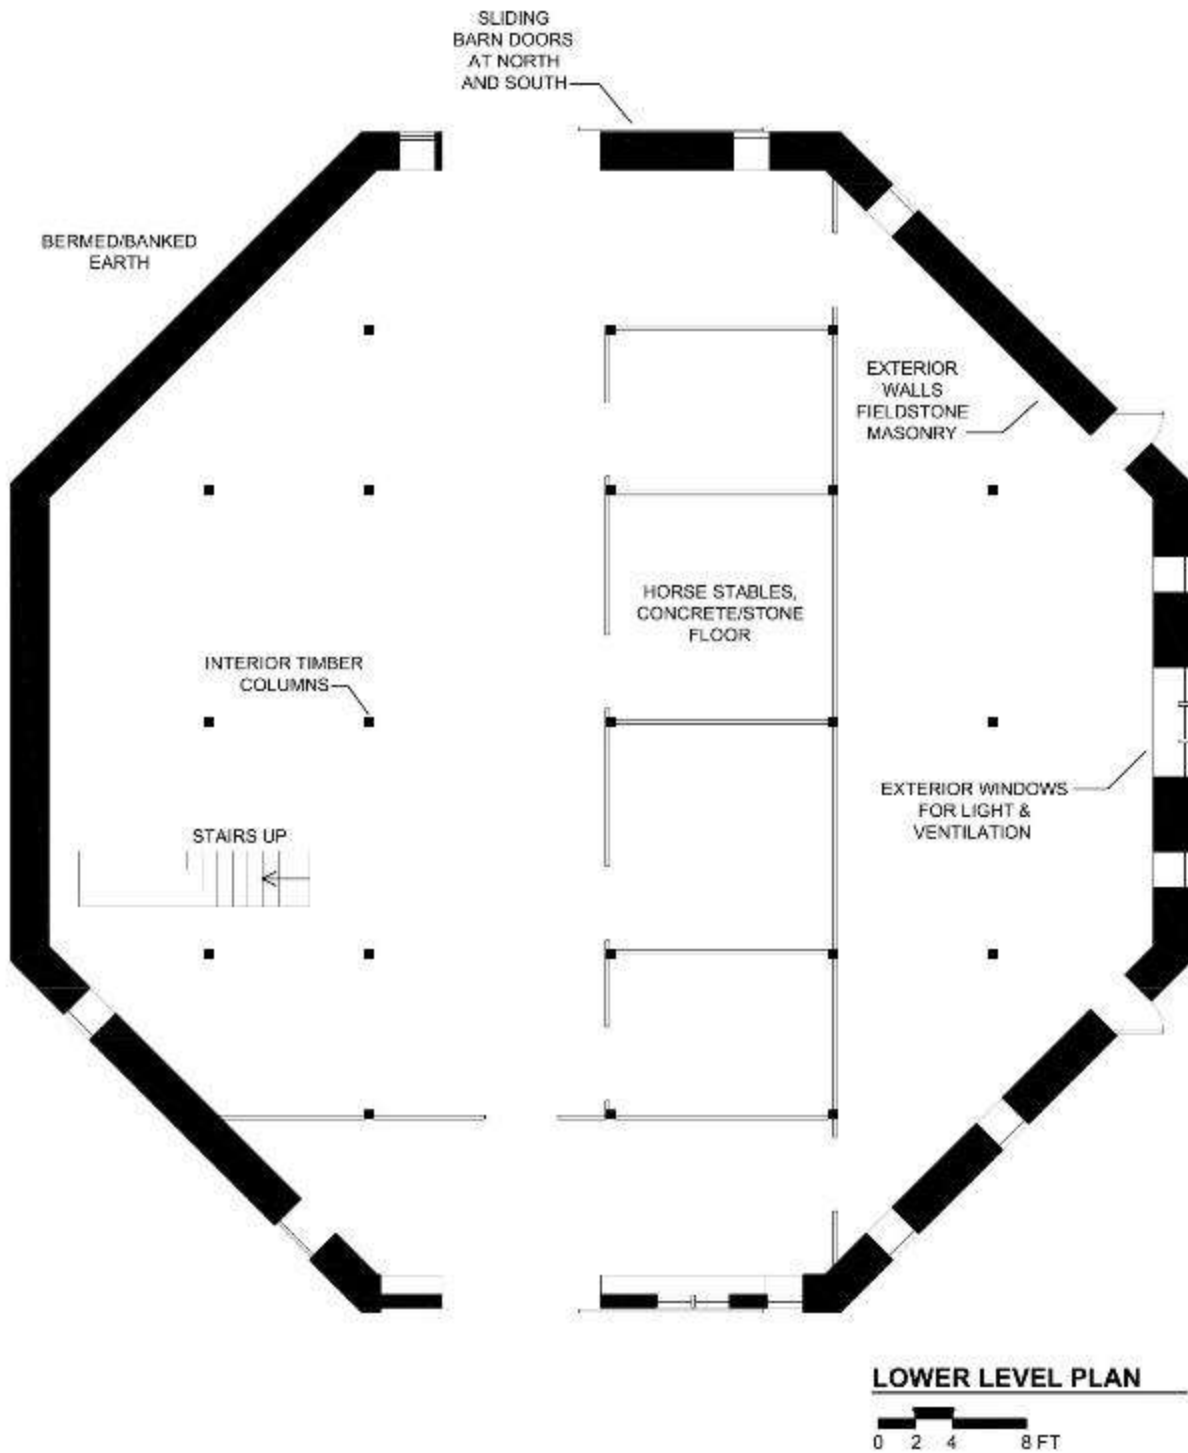 SLIDING
BARN DOORS
AT NORTH
AND SOUTH
BERMED/BANKED
EARTH
EXTERIOR
WALLS
FIELDSTONE
MASONRY
HORSE STABLES,
CONCRETE/STONE
FLOOR
INTERIOR TIMBER
COLUMNS
EXTERIOR WINDOWS
FOR LIGHT &
VENTILATION
STAIRS UP
LOWER LEVEL PLAN
0 2 4 8 FT